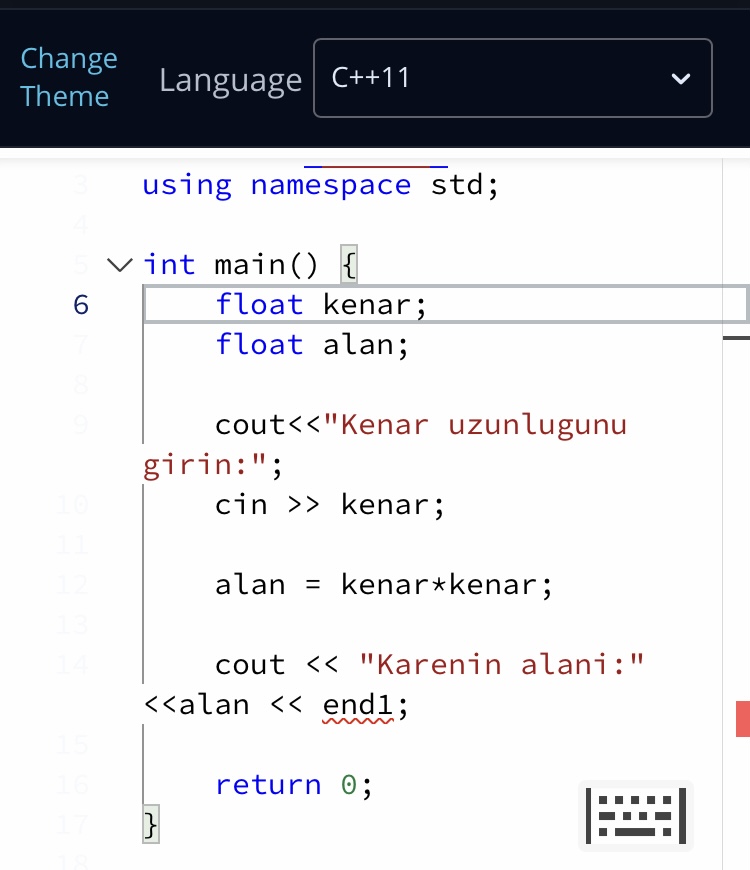 Change
Theme
Language
C++11
3 using namespace std;
4
5 int main() {
6 float kenar;
7 float alan;
8
9 cout<<"Kenar uzunlugunu
girin:";
10 cin >> kenar;
11
12 alan = kenar*kenar;
13
14 cout << "Karenin alani:"
<<alan << end1;
15
16 return 0;
17 }
18